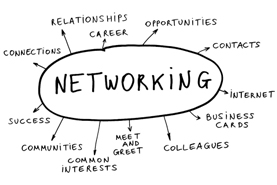 RELATIONSHIPS
OPPORTUNITIES
CAREER
CONTACTS
CONNECTIONS
NETWORKING
INTERNET
SUCCESS
BUSINESS
CARDS
COMMUNITIES
MEET
AND
GREET
COLLEAGUES
COMMON
INTERESTS